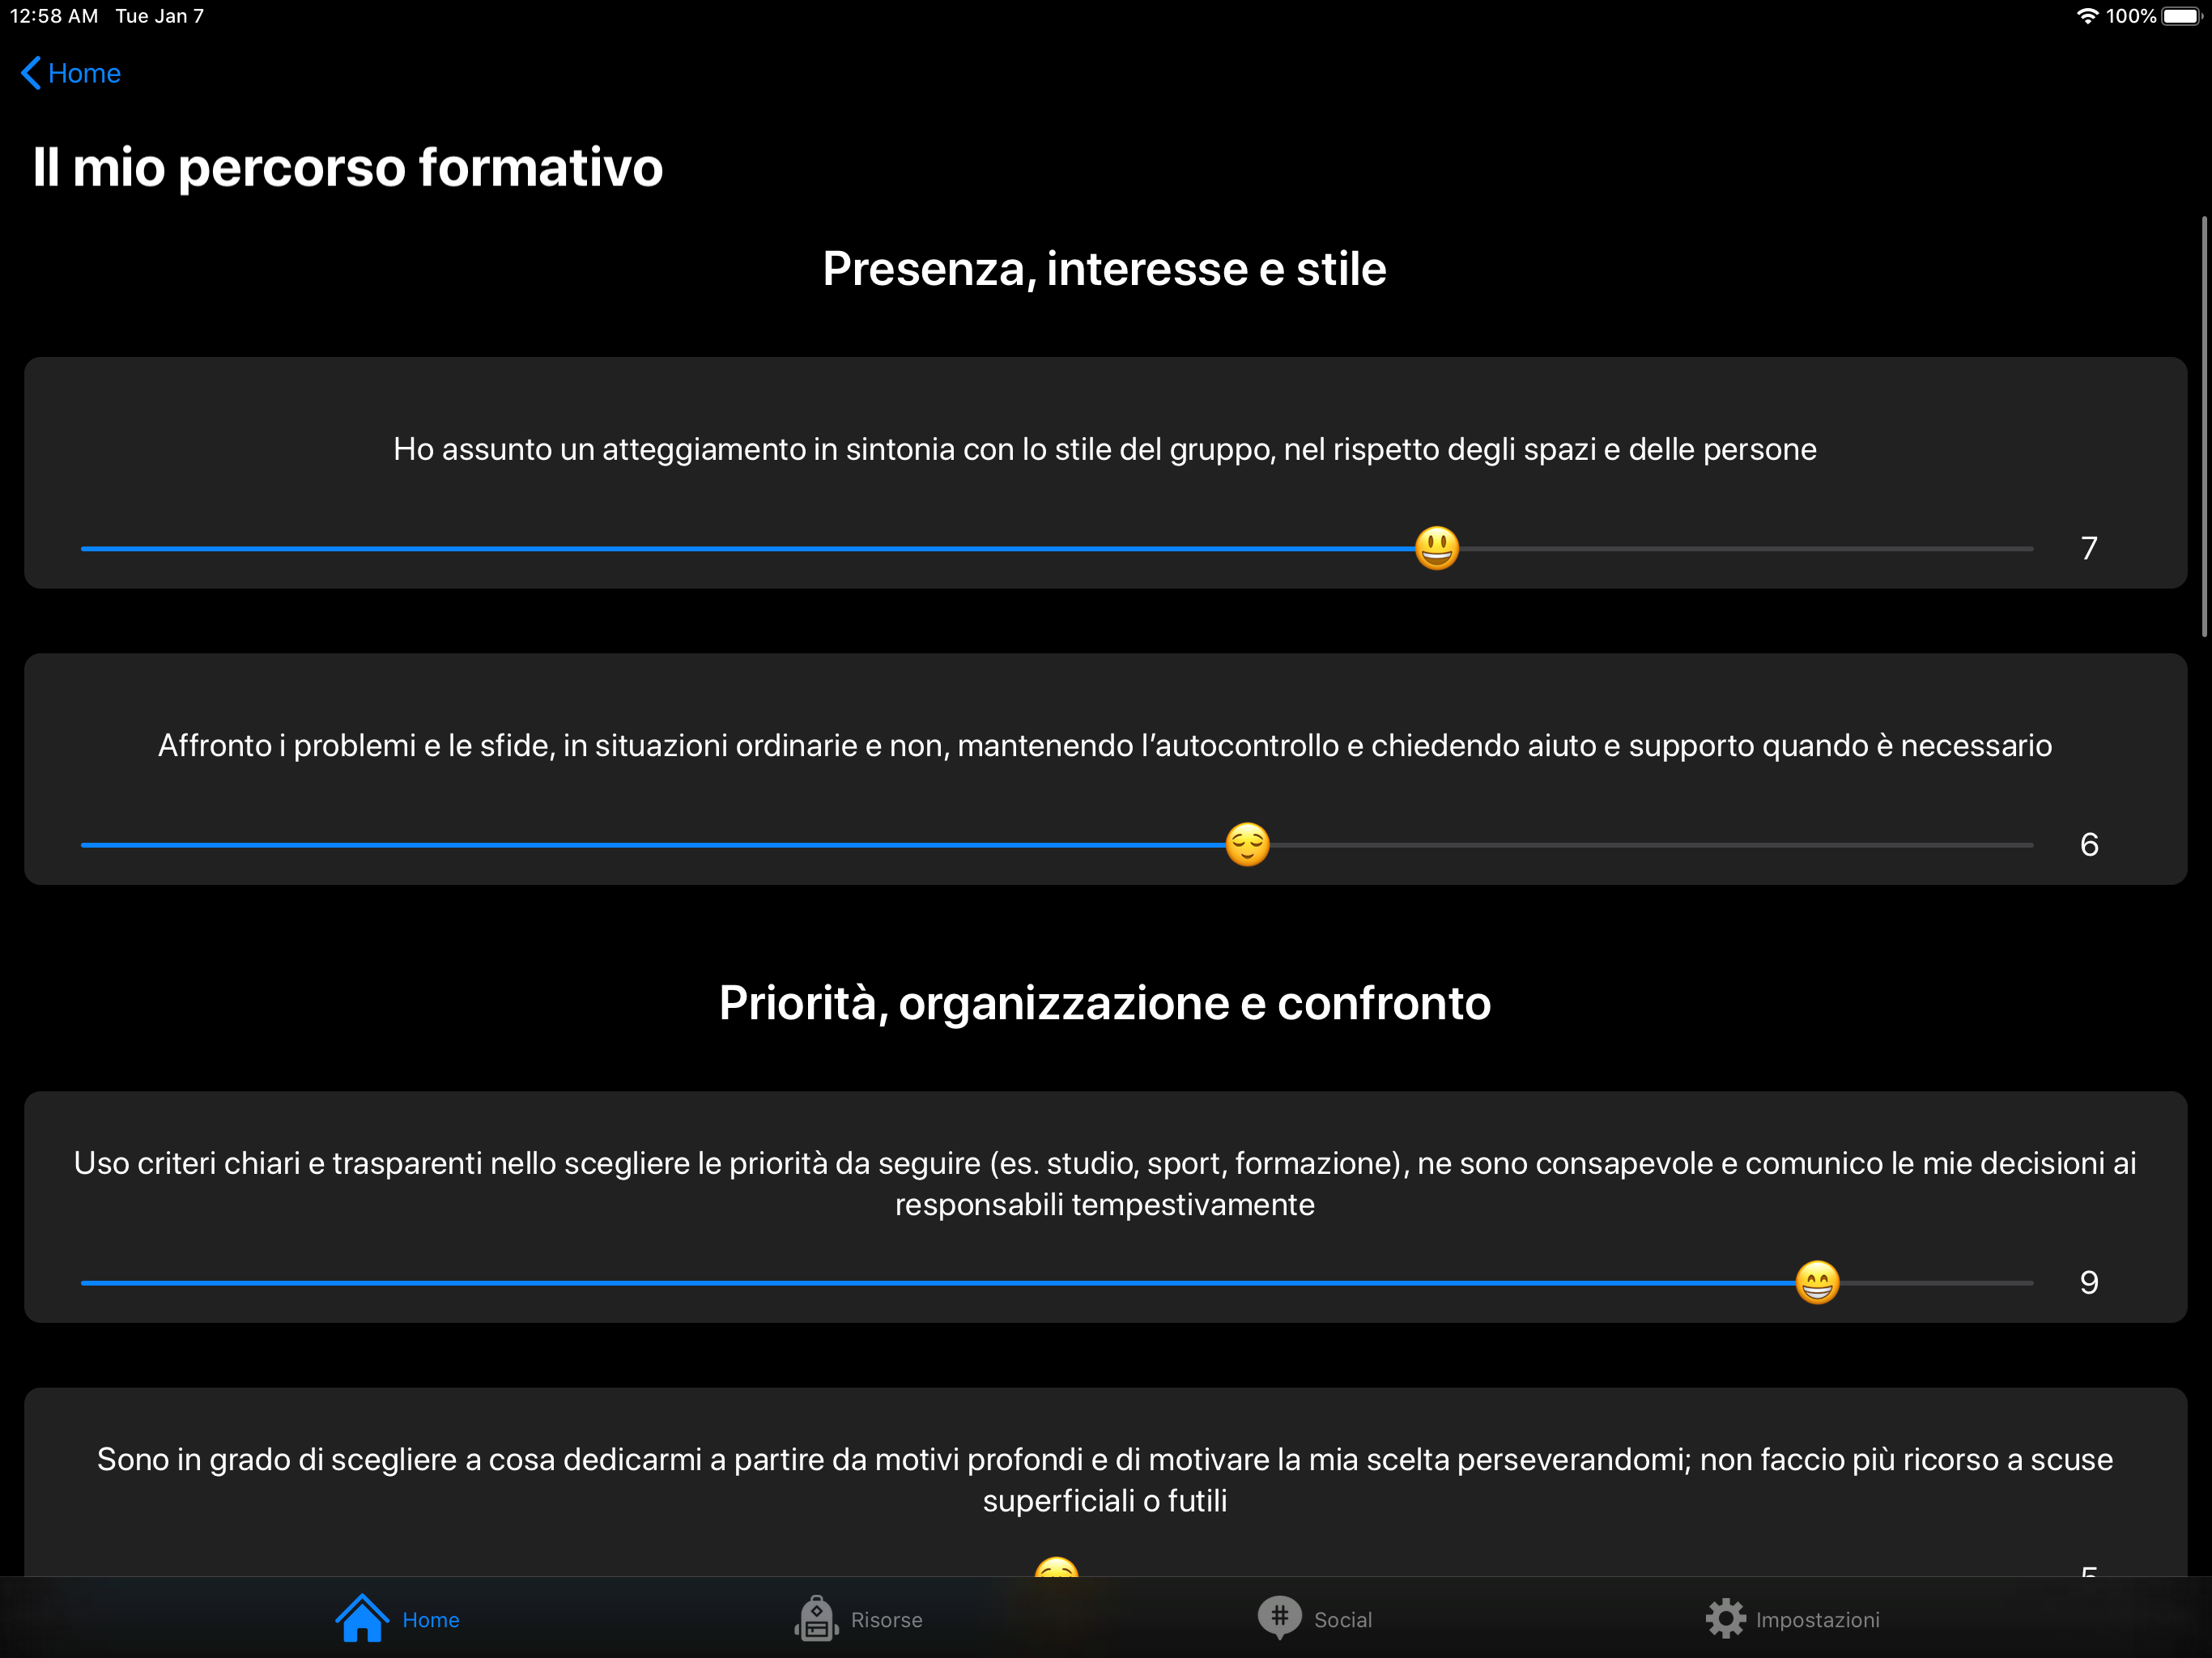 12:58 AM Tue Jan 7
100%
Home
Il mio percorso formativo
Presenza, interesse e stile
Ho assunto un atteggiamento in sintonia con lo stile del gruppo, nel rispetto degli spazi e delle persone
7
Affronto i problemi e le sfide, in situazioni ordinarie e non, mantenendo l’autocontrollo e chiedendo aiuto e supporto quando è necessario
6
Priorità, organizzazione e confronto
Uso criteri chiari e trasparenti nello scegliere le priorità da seguire (es. studio, sport, formazione), ne sono consapevole e comunico le mie decisioni ai
responsabili tempestivamente
9
Sono in grado di scegliere a cosa dedicarmi a partire da motivi profondi e di motivare la mia scelta perseverandomi; non faccio più ricorso a scuse
superficiali o futili
5
Home
Risorse
#
Social
Impostazioni